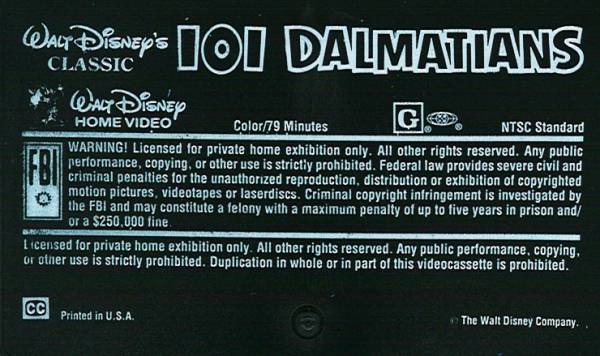 WALT DISNEY'S
CLASSIC
101 DALMATIANS
WALT DISNEY
HOME VIDEO
Color/79 Minutes
G
NTSC Standard
FBI
WARNING! Licensed for private home exhibition only. All other rights reserved. Any public
performance, copying, or other use is strictly prohibited. Federal law provides severe civil and
criminal penalties for the unauthorized reproduction, distribution or exhibition of copyrighted
motion pictures, videotapes or laserdiscs. Criminal copyright infringement is investigated by
the FBI and may constitute a felony with a maximum penalty of up to five years in prison and/
or a $250,000 fine.
Licensed for private home exhibition only. All other rights reserved. Any public performance, copying,
or other use is strictly prohibited. Duplication in whole or in part of this videocassette is prohibited.
CC
Printed in U.S.A.
© The Walt Disney Company.